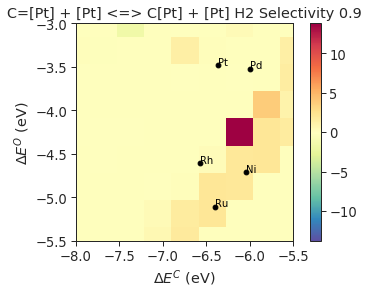 C=[Pt] + [Pt] <=> C[Pt] + [Pt] H2 Selectivity 0.9
−3.0
−3.5
−4.0
−4.5
−5.0
−5.5
ΔE^O (eV)
Pt
Pd
Rh
Ni
Ru
10
5
0
−5
−10
−8.0 −7.5 −7.0 −6.5 −6.0 −5.5
ΔE^C (eV)